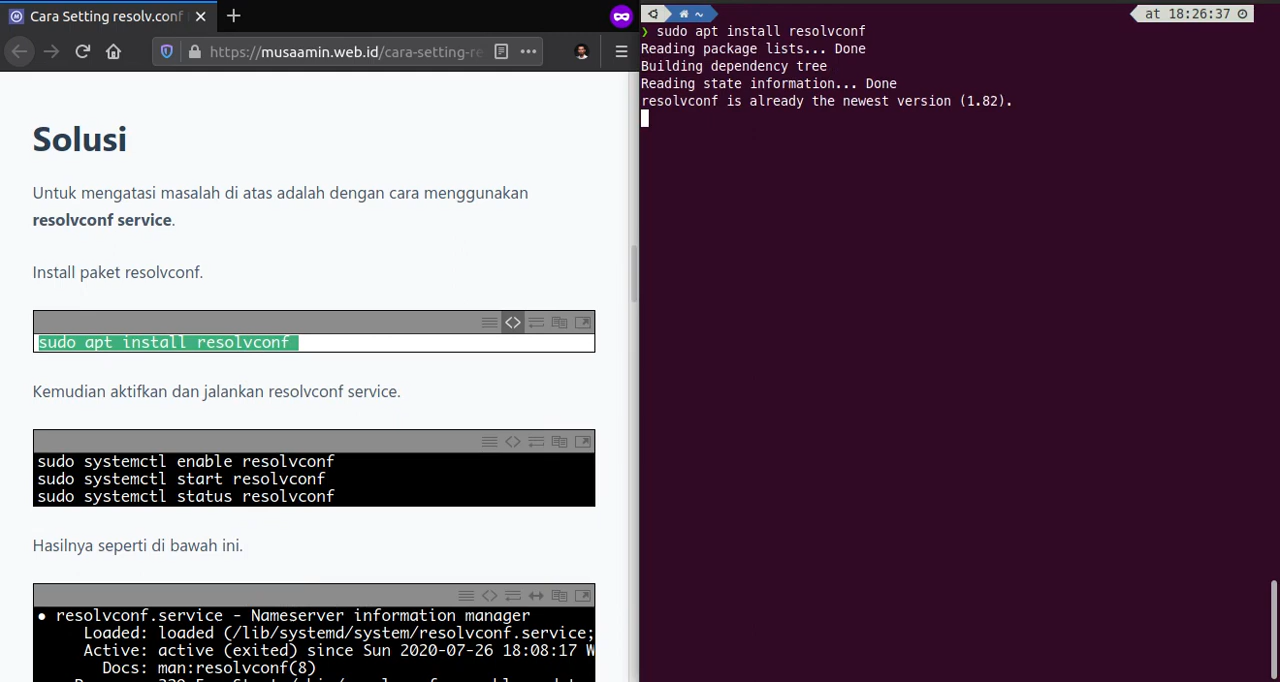 Cara Setting resolv.conf
https://musaamin.web.id/cara-setting-re
Solusi
Untuk mengatasi masalah di atas adalah dengan cara menggunakan
resolvconf service.
Install paket resolvconf.
sudo apt install resolvconf
Kemudian aktifkan dan jalankan resolvconf service.
sudo systemctl enable resolvconf
sudo systemctl start resolvconf
sudo systemctl status resolvconf
Hasilnya seperti di bawah ini.
● resolvconf.service - Nameserver information manager
Loaded: loaded (/lib/systemd/system/resolvconf.service;
Active: active (exited) since Sun 2020-07-26 18:08:17 W
Docs: man:resolvconf(8)
~
at 18:26:37
❯ sudo apt install resolvconf
Reading package lists... Done
Building dependency tree
Reading state information... Done
resolvconf is already the newest version (1.82).